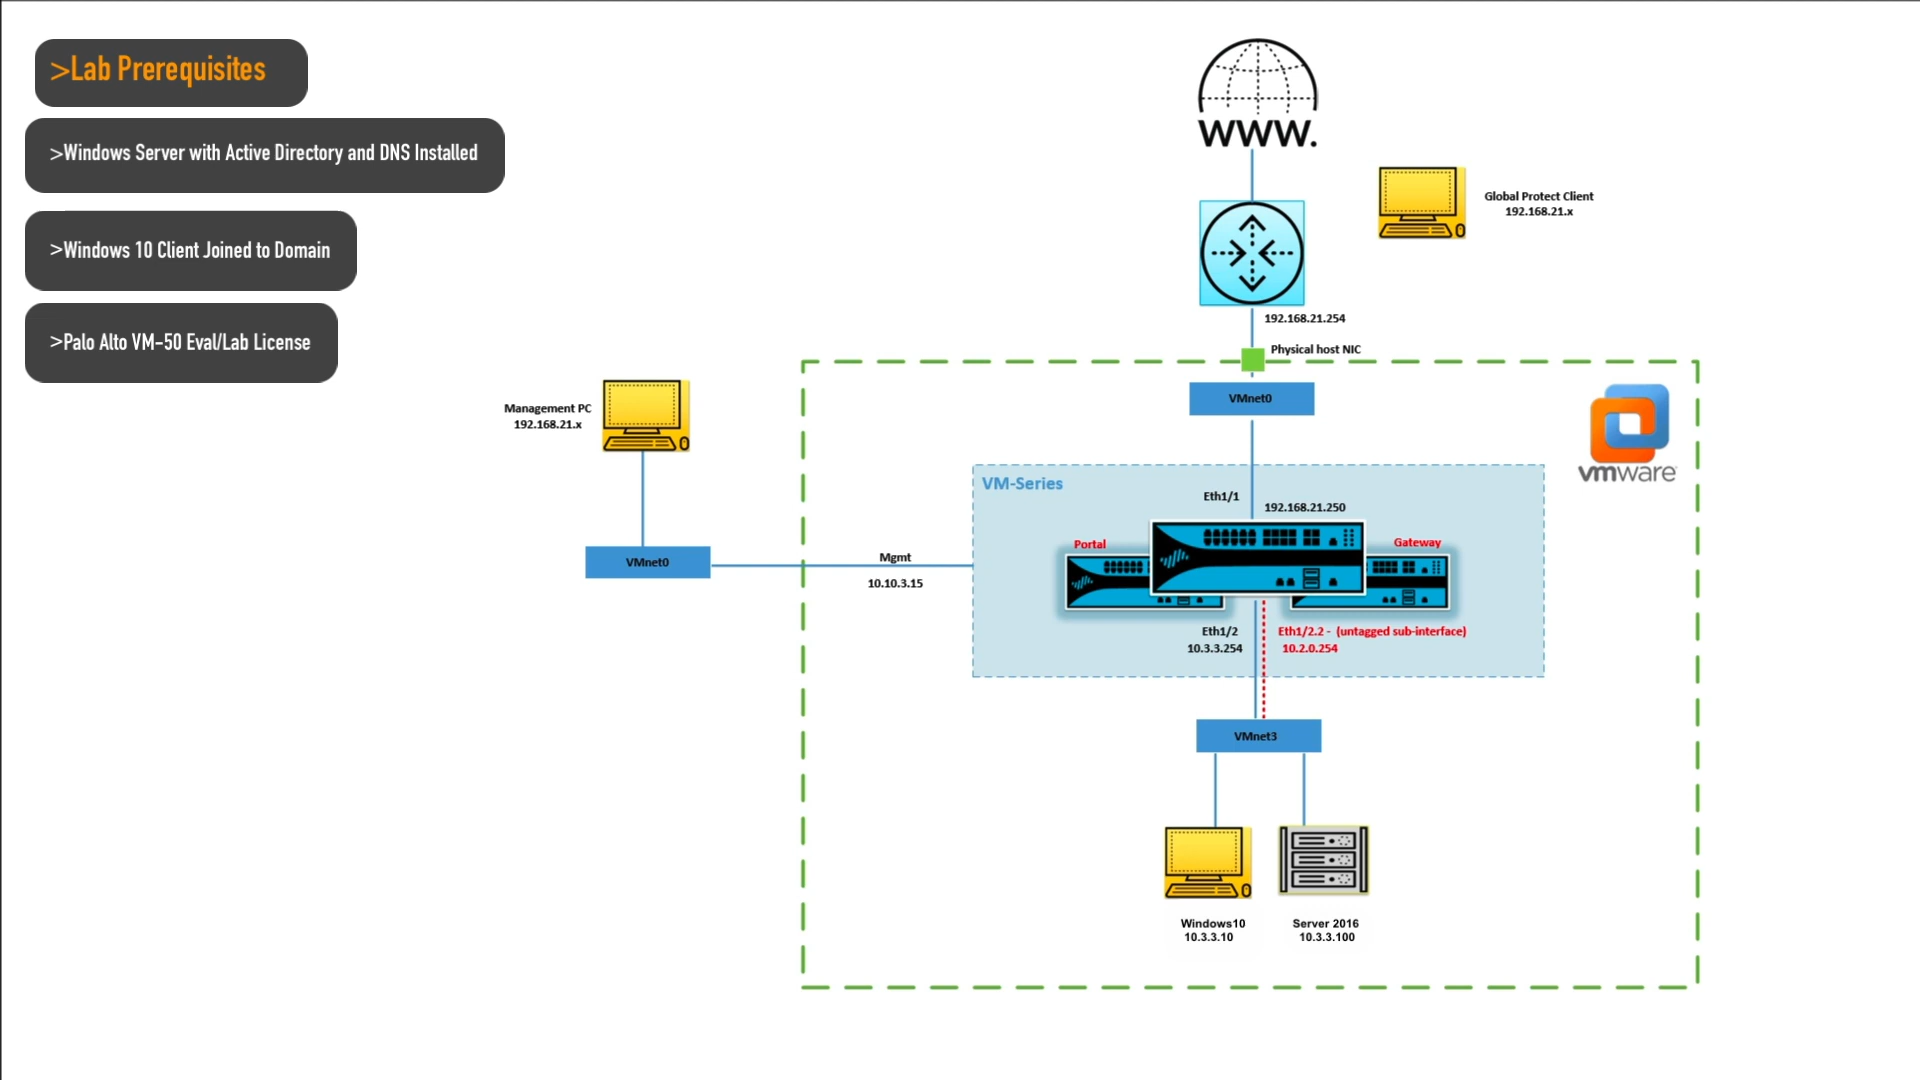 >Lab Prerequisites
>Windows Server with Active Directory and DNS Installed
>Windows 10 Client Joined to Domain
>Palo Alto VM-50 Eval/Lab License
WWW.
Global Protect Client
192.168.21.x
192.168.21.254
Physical host NIC
VMnet0
Management PC
192.168.21.x
VMnet0
Mgmt
10.10.3.15
vmware
VM-Series
Eth1/1
192.168.21.250
Portal
Gateway
Eth1/2
10.3.3.254
Eth1/2.2 - (untagged sub-interface)
10.2.0.254
VMnet3
Windows10
10.3.3.10
Server 2016
10.3.3.100